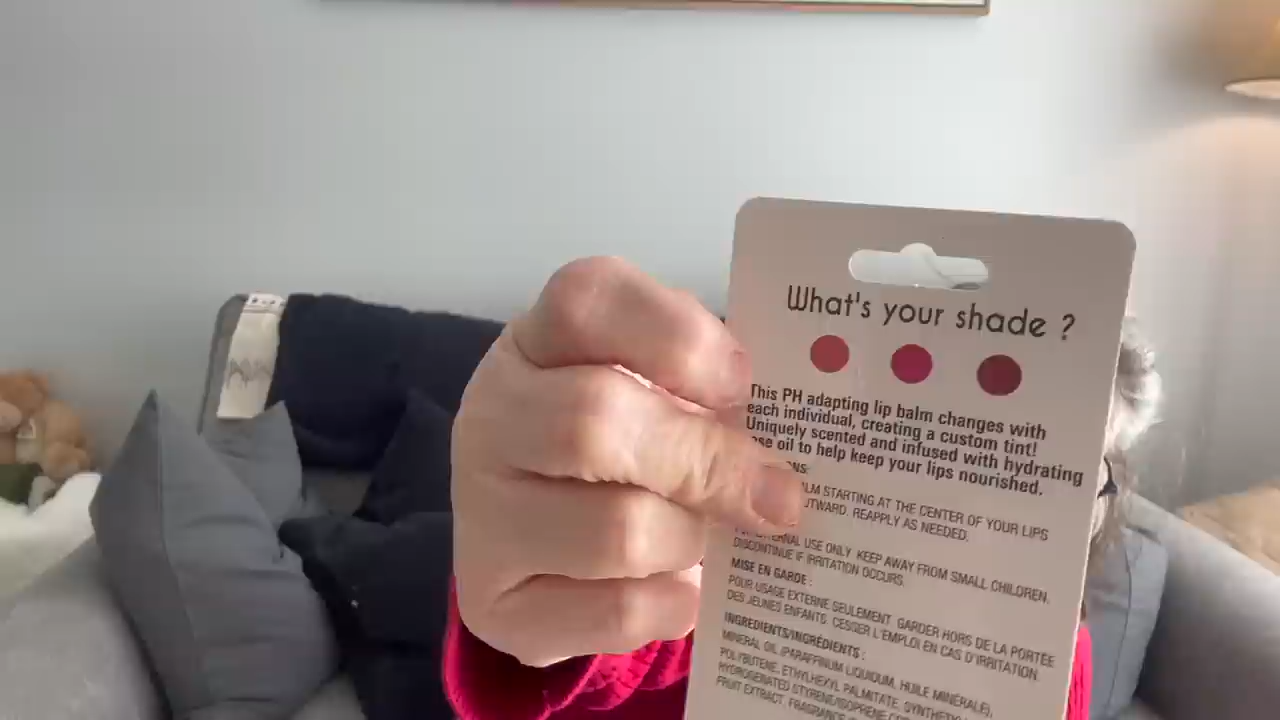 What's your shade ?
This PH adapting lip balm changes with
each individual, creating a custom tint!
Uniquely scented and infused with hydrating
oil to help keep your lips nourished.
STARTING AT THE CENTER OF YOUR LIPS
REAPPLY AS NEEDED.
USE ONLY KEEP AWAY FROM SMALL CHILDREN.
DISCONTINUE IF IRRITATION OCCURS.
MISE EN GARDE :
POUR USAGE EXTERNE SEULEMENT. GARDER HORS DE LA PORTÉE
DES JEUNES ENFANTS. CESSER L'EMPLOI EN CAS D'IRRITATION.
INGREDIENTS/INGRÉDIENTS :
MINERAL OIL (PARAFFINUM LIQUIDUM, HUILE MINÉRALE),
POLYBUTENE, ETHYLHEXYL PALMITATE, SYNTHETIC
HYDROGENATED STYRENE/ISOPRENE
FRUIT EXTRACT, FRAGRANCE